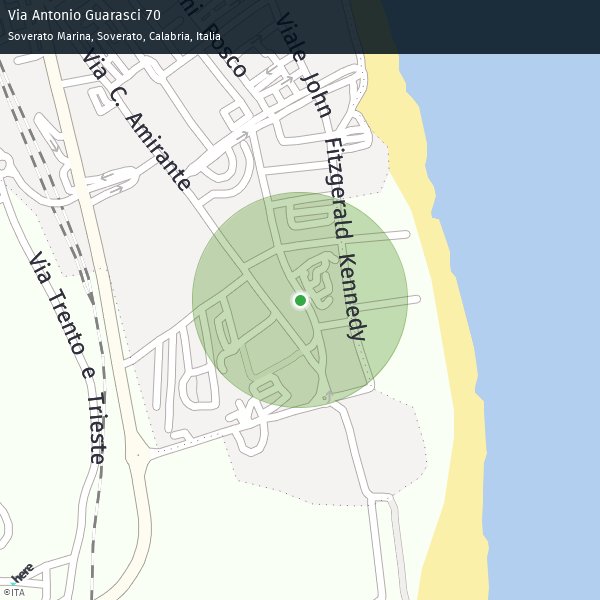 Via Antonio Guarasci 70
Soverato Marina, Soverato, Calabria, Italia
ni Bosco
Viale John Fitzgerald Kennedy
Via C. Amirante
Via Trento e Trieste
here
©ITA